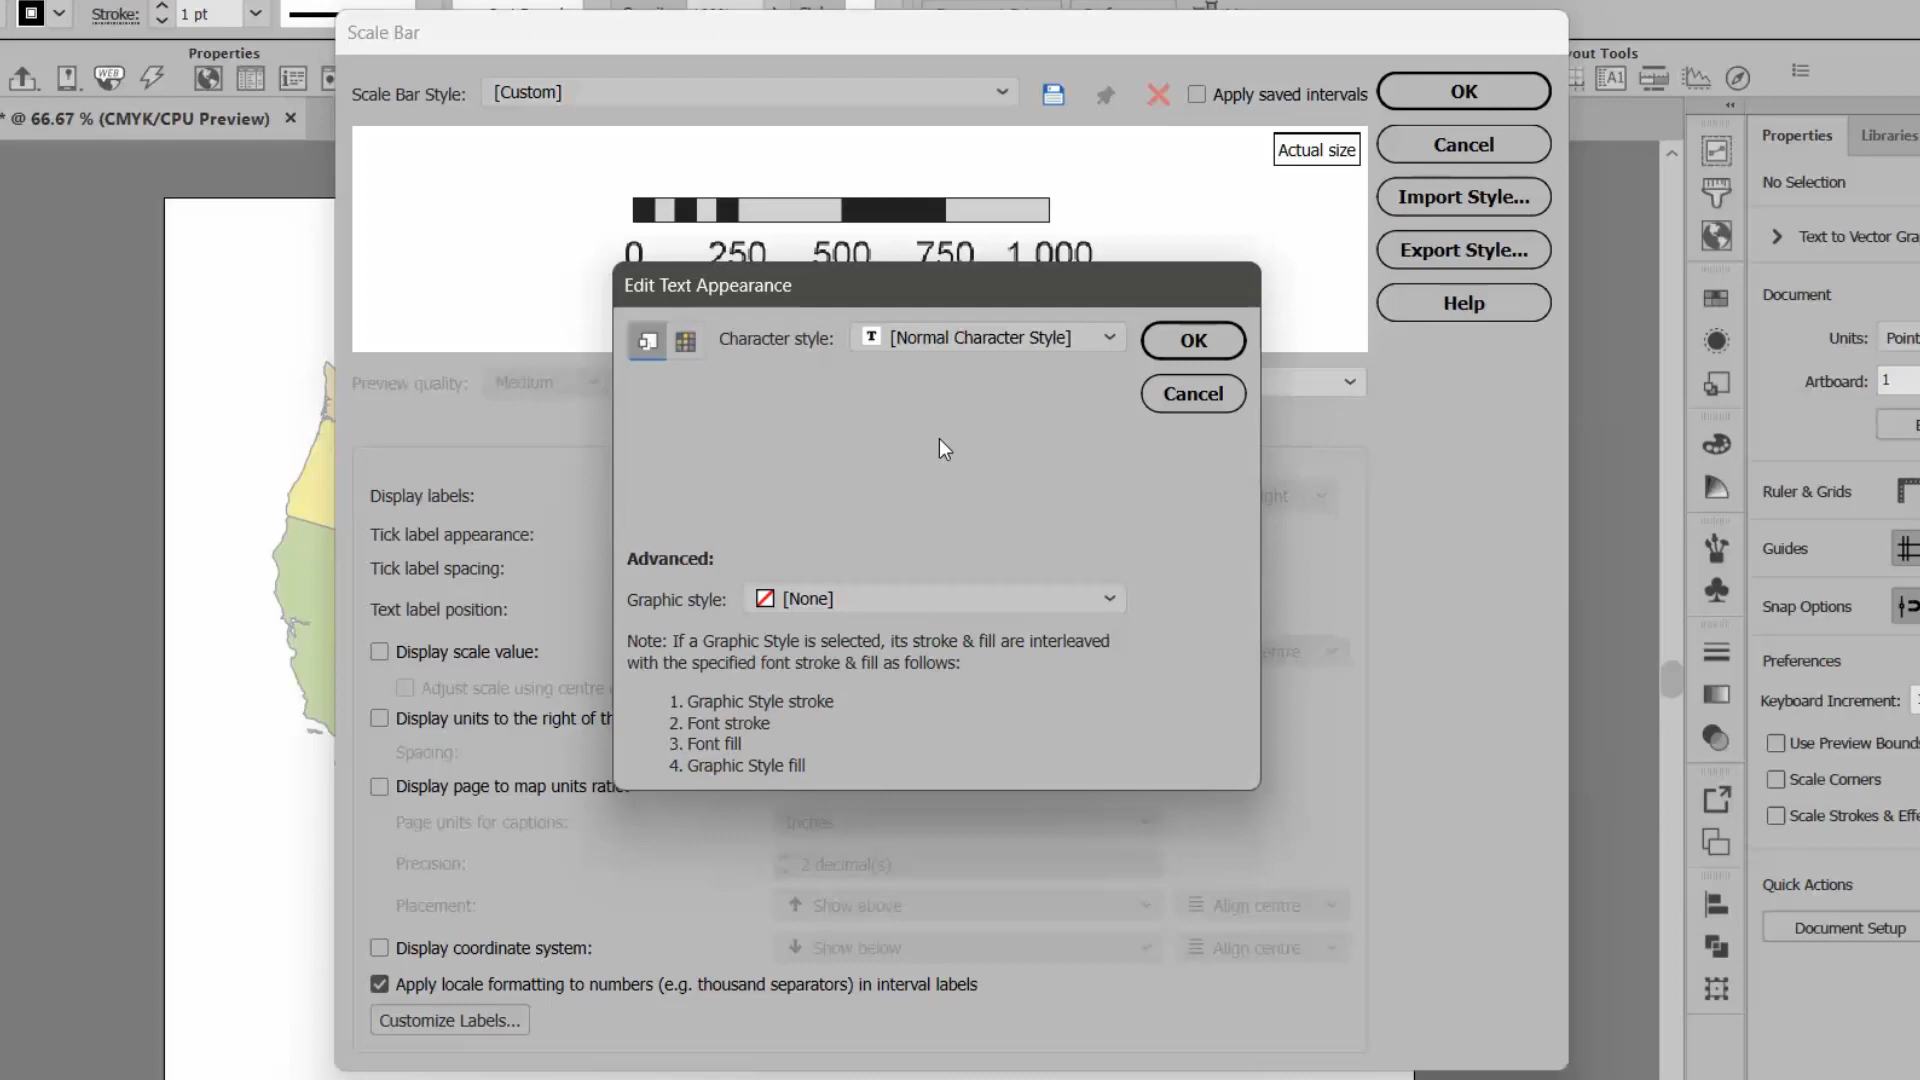 Stroke: 1 pt
Scale Bar
Properties
WEB
out Tools
A1
Scale Bar Style: [Custom] Apply saved intervals OK
* @ 66.67 % (CMYK/CPU Preview) ×
Actual size
Cancel
Import Style...
Export Style...
Help
0 250 500 750 1 000
Edit Text Appearance
Character style: T [Normal Character Style] OK
Cancel
Preview quality: Medium
Display labels:
Tick label appearance:
Tick label spacing:
Text label position:
Display scale value:
Adjust scale using centre
Display units to the right of th
Spacing:
Display page to map units ratio
Page units for captions: Inches
Precision: 2 decimal(s)
Placement: Show above Align centre
Display coordinate system: Show below Align centre
Apply locale formatting to numbers (e.g. thousand separators) in interval labels
Customize Labels...
Advanced:
Graphic style: [None]
Note: If a Graphic Style is selected, its stroke & fill are interleaved
with the specified font stroke & fill as follows:
1. Graphic Style stroke
2. Font stroke
3. Font fill
4. Graphic Style fill
Properties Libraries
No Selection
Text to Vector Gra
Document
Units: Point
Artboard: 1
Ruler & Grids
Guides
Snap Options
Preferences
Keyboard Increment:
Use Preview Bounds
Scale Corners
Scale Strokes & Effe
Quick Actions
Document Setup